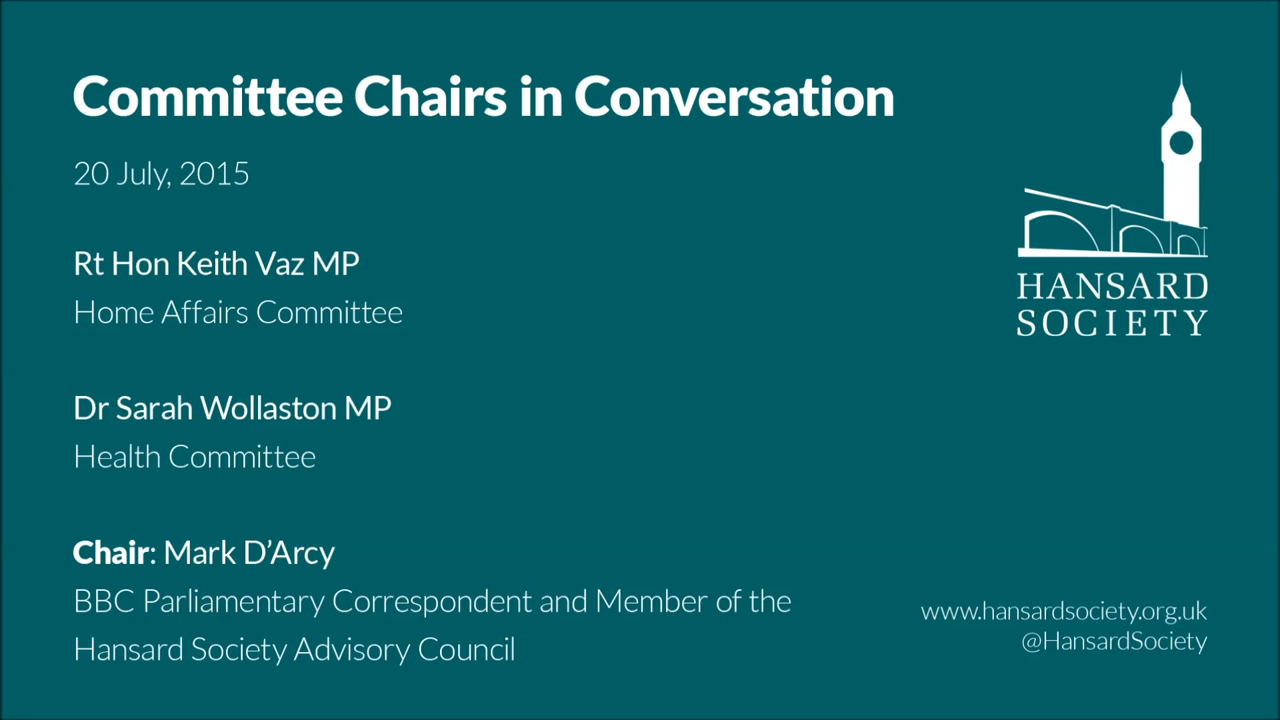 Committee Chairs in Conversation
20 July, 2015
Rt Hon Keith Vaz MP
Home Affairs Committee
Dr Sarah Wollaston MP
Health Committee
Chair: Mark D’Arcy
BBC Parliamentary Correspondent and Member of the
Hansard Society Advisory Council
HANSARD
SOCIETY
www.hansardsociety.org.uk
@HansardSociety